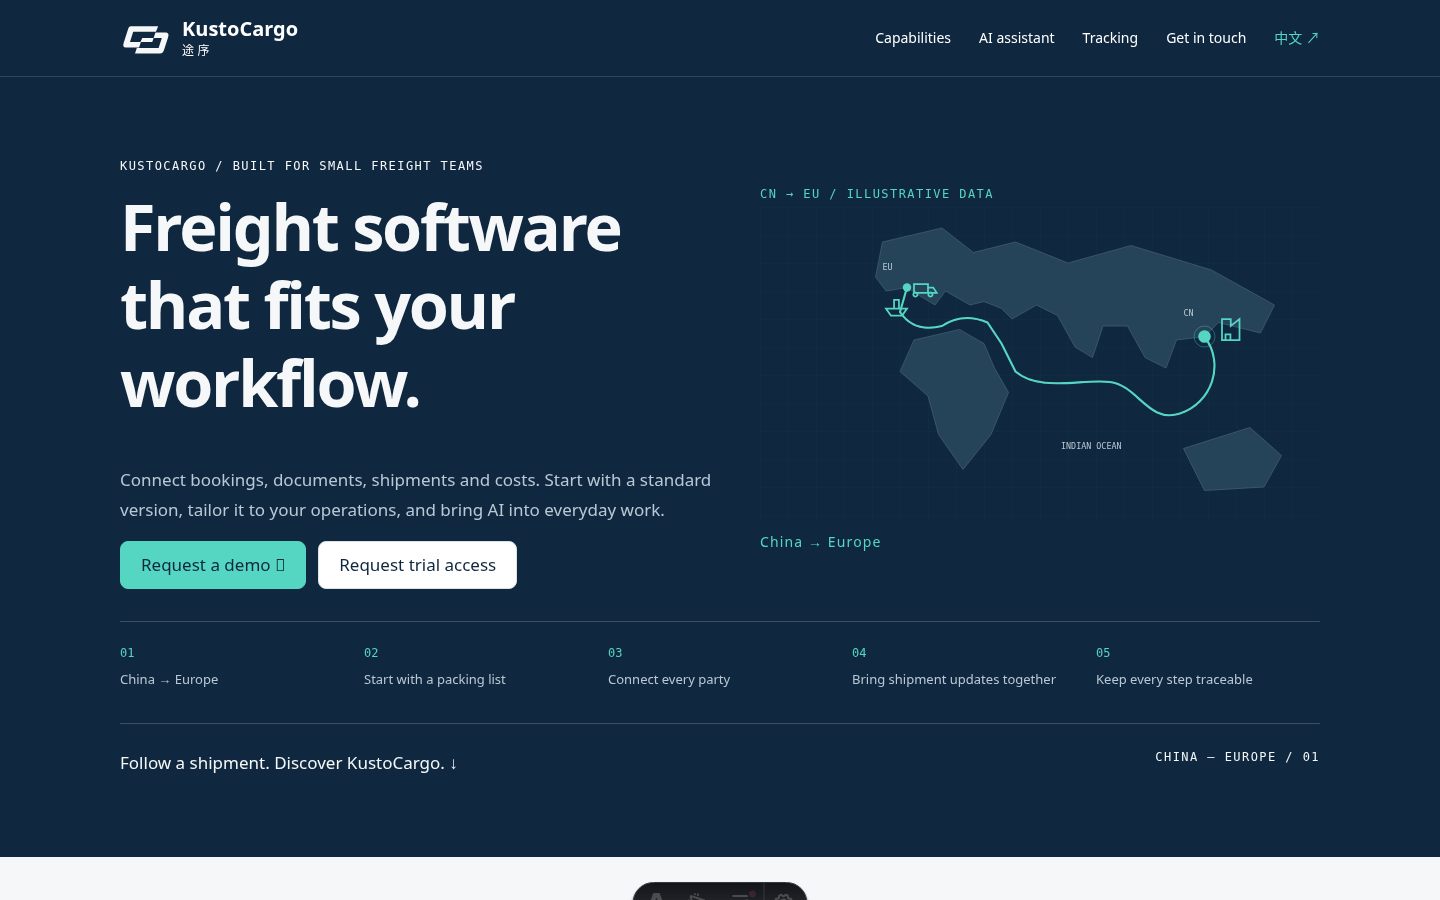 KustoCargo
途序
Capabilities
AI assistant
Tracking
Get in touch
中文 ↗
KUSTOCARGO / BUILT FOR SMALL FREIGHT TEAMS
Freight software
that fits your
workflow.
Connect bookings, documents, shipments and costs. Start with a standard
version, tailor it to your operations, and bring AI into everyday work.
Request a demo
Request trial access
CN → EU / ILLUSTRATIVE DATA
EU
CN
INDIAN OCEAN
China → Europe
01
China → Europe
02
Start with a packing list
03
Connect every party
04
Bring shipment updates together
05
Keep every step traceable
Follow a shipment. Discover KustoCargo. ↓
CHINA — EUROPE / 01